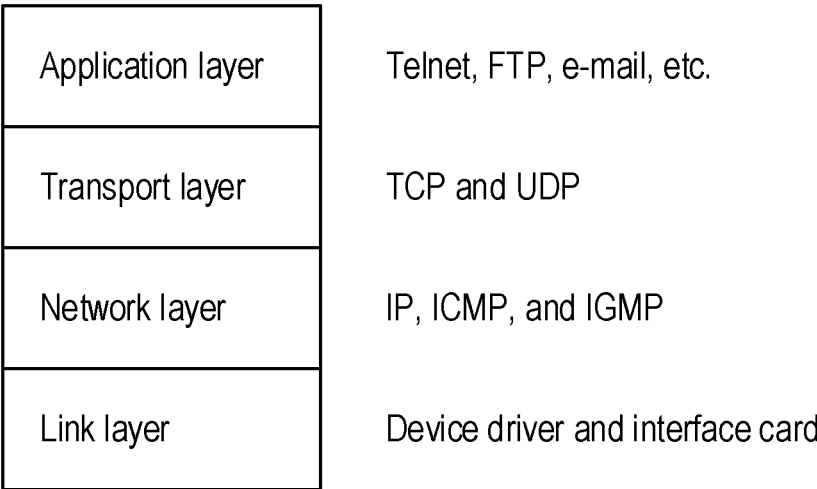 Application layer Telnet, FTP, e-mail, etc.
Transport layer TCP and UDP
Network layer IP, ICMP, and IGMP
Link layer Device driver and interface card